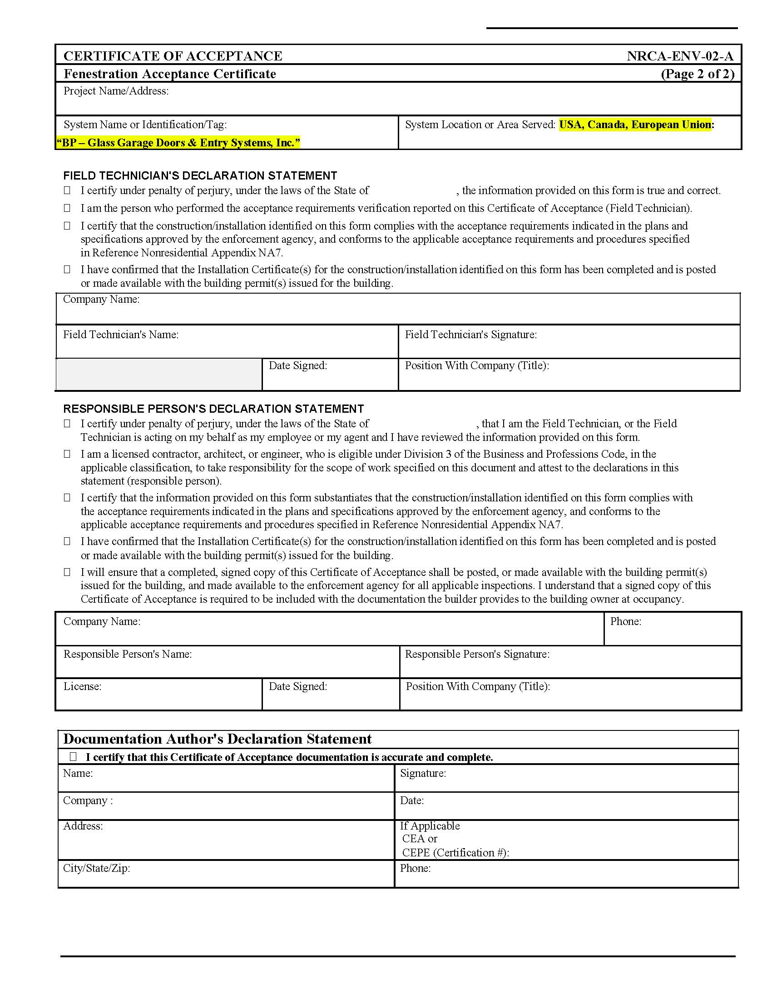 CERTIFICATE OF ACCEPTANCE NRCA-ENV-02-A
Fenestration Acceptance Certificate (Page 2 of 2)
Project Name/Address:
System Name or Identification/Tag:
“BP – Glass Garage Doors & Entry Systems, Inc.”
System Location or Area Served: USA, Canada, European Union:
FIELD TECHNICIAN'S DECLARATION STATEMENT
I certify under penalty of perjury, under the laws of the State of , the information provided on this form is true and correct.
I am the person who performed the acceptance requirements verification reported on this Certificate of Acceptance (Field Technician).
I certify that the construction/installation identified on this form complies with the acceptance requirements indicated in the plans and
specifications approved by the enforcement agency, and conforms to the applicable acceptance requirements and procedures specified
in Reference Nonresidential Appendix NA7.
I have confirmed that the Installation Certificate(s) for the construction/installation identified on this form has been completed and is posted
or made available with the building permit(s) issued for the building.
Company Name:
Field Technician's Name:
Field Technician's Signature:
Date Signed:
Position With Company (Title):
RESPONSIBLE PERSON'S DECLARATION STATEMENT
I certify under penalty of perjury, under the laws of the State of , that I am the Field Technician, or the Field
Technician is acting on my behalf as my employee or my agent and I have reviewed the information provided on this form.
I am a licensed contractor, architect, or engineer, who is eligible under Division 3 of the Business and Professions Code, in the
applicable classification, to take responsibility for the scope of work specified on this document and attest to the declarations in this
statement (responsible person).
I certify that the information provided on this form substantiates that the construction/installation identified on this form complies with
the acceptance requirements indicated in the plans and specifications approved by the enforcement agency, and conforms to the
applicable acceptance requirements and procedures specified in Reference Nonresidential Appendix NA7.
I have confirmed that the Installation Certificate(s) for the construction/installation identified on this form has been completed and is posted
or made available with the building permit(s) issued for the building.
I will ensure that a completed, signed copy of this Certificate of Acceptance shall be posted, or made available with the building permit(s)
issued for the building, and made available to the enforcement agency for all applicable inspections. I understand that a signed copy of this
Certificate of Acceptance is required to be included with the documentation the builder provides to the building owner at occupancy.
Company Name:
Phone:
Responsible Person's Name:
Responsible Person's Signature:
License:
Date Signed:
Position With Company (Title):
Documentation Author's Declaration Statement
I certify that this Certificate of Acceptance documentation is accurate and complete.
Name:
Signature:
Company :
Date:
Address:
If Applicable
CEA or
CEPE (Certification #):
City/State/Zip:
Phone: